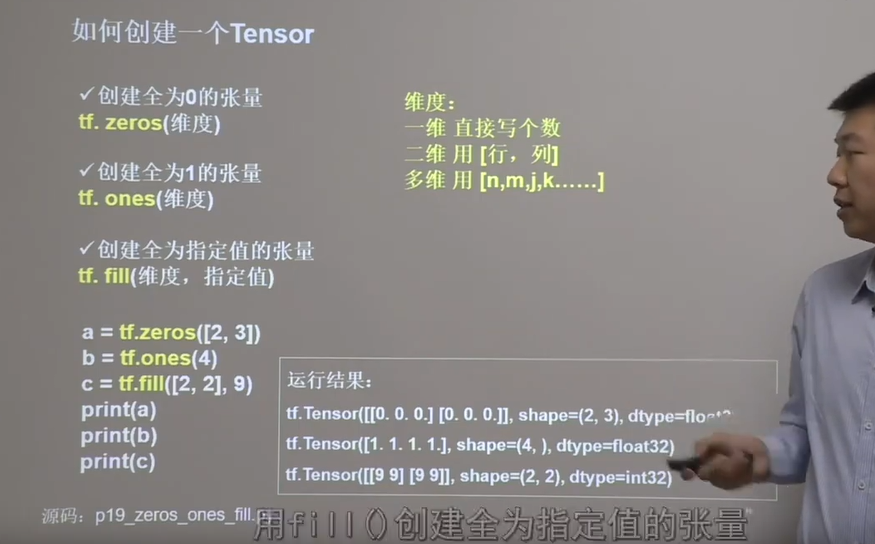 如何创建一个Tensor
✓创建全为0的张量
tf. zeros(维度)
✓创建全为1的张量
tf. ones(维度)
✓创建全为指定值的张量
tf. fill(维度，指定值)
维度：
一维 直接写个数
二维 用 [行，列]
多维 用 [n,m,j,k……]
a = tf.zeros([2, 3])
b = tf.ones(4)
c = tf.fill([2, 2], 9)
print(a)
print(b)
print(c)
运行结果：
tf.Tensor([[0. 0. 0.] [0. 0. 0.]], shape=(2, 3), dtype=float3
tf.Tensor([1. 1. 1. 1.], shape=(4, ), dtype=float32)
tf.Tensor([[9 9] [9 9]], shape=(2, 2), dtype=int32)
源码：p19_zeros_ones_fill.
用fill()创建全为指定值的张量